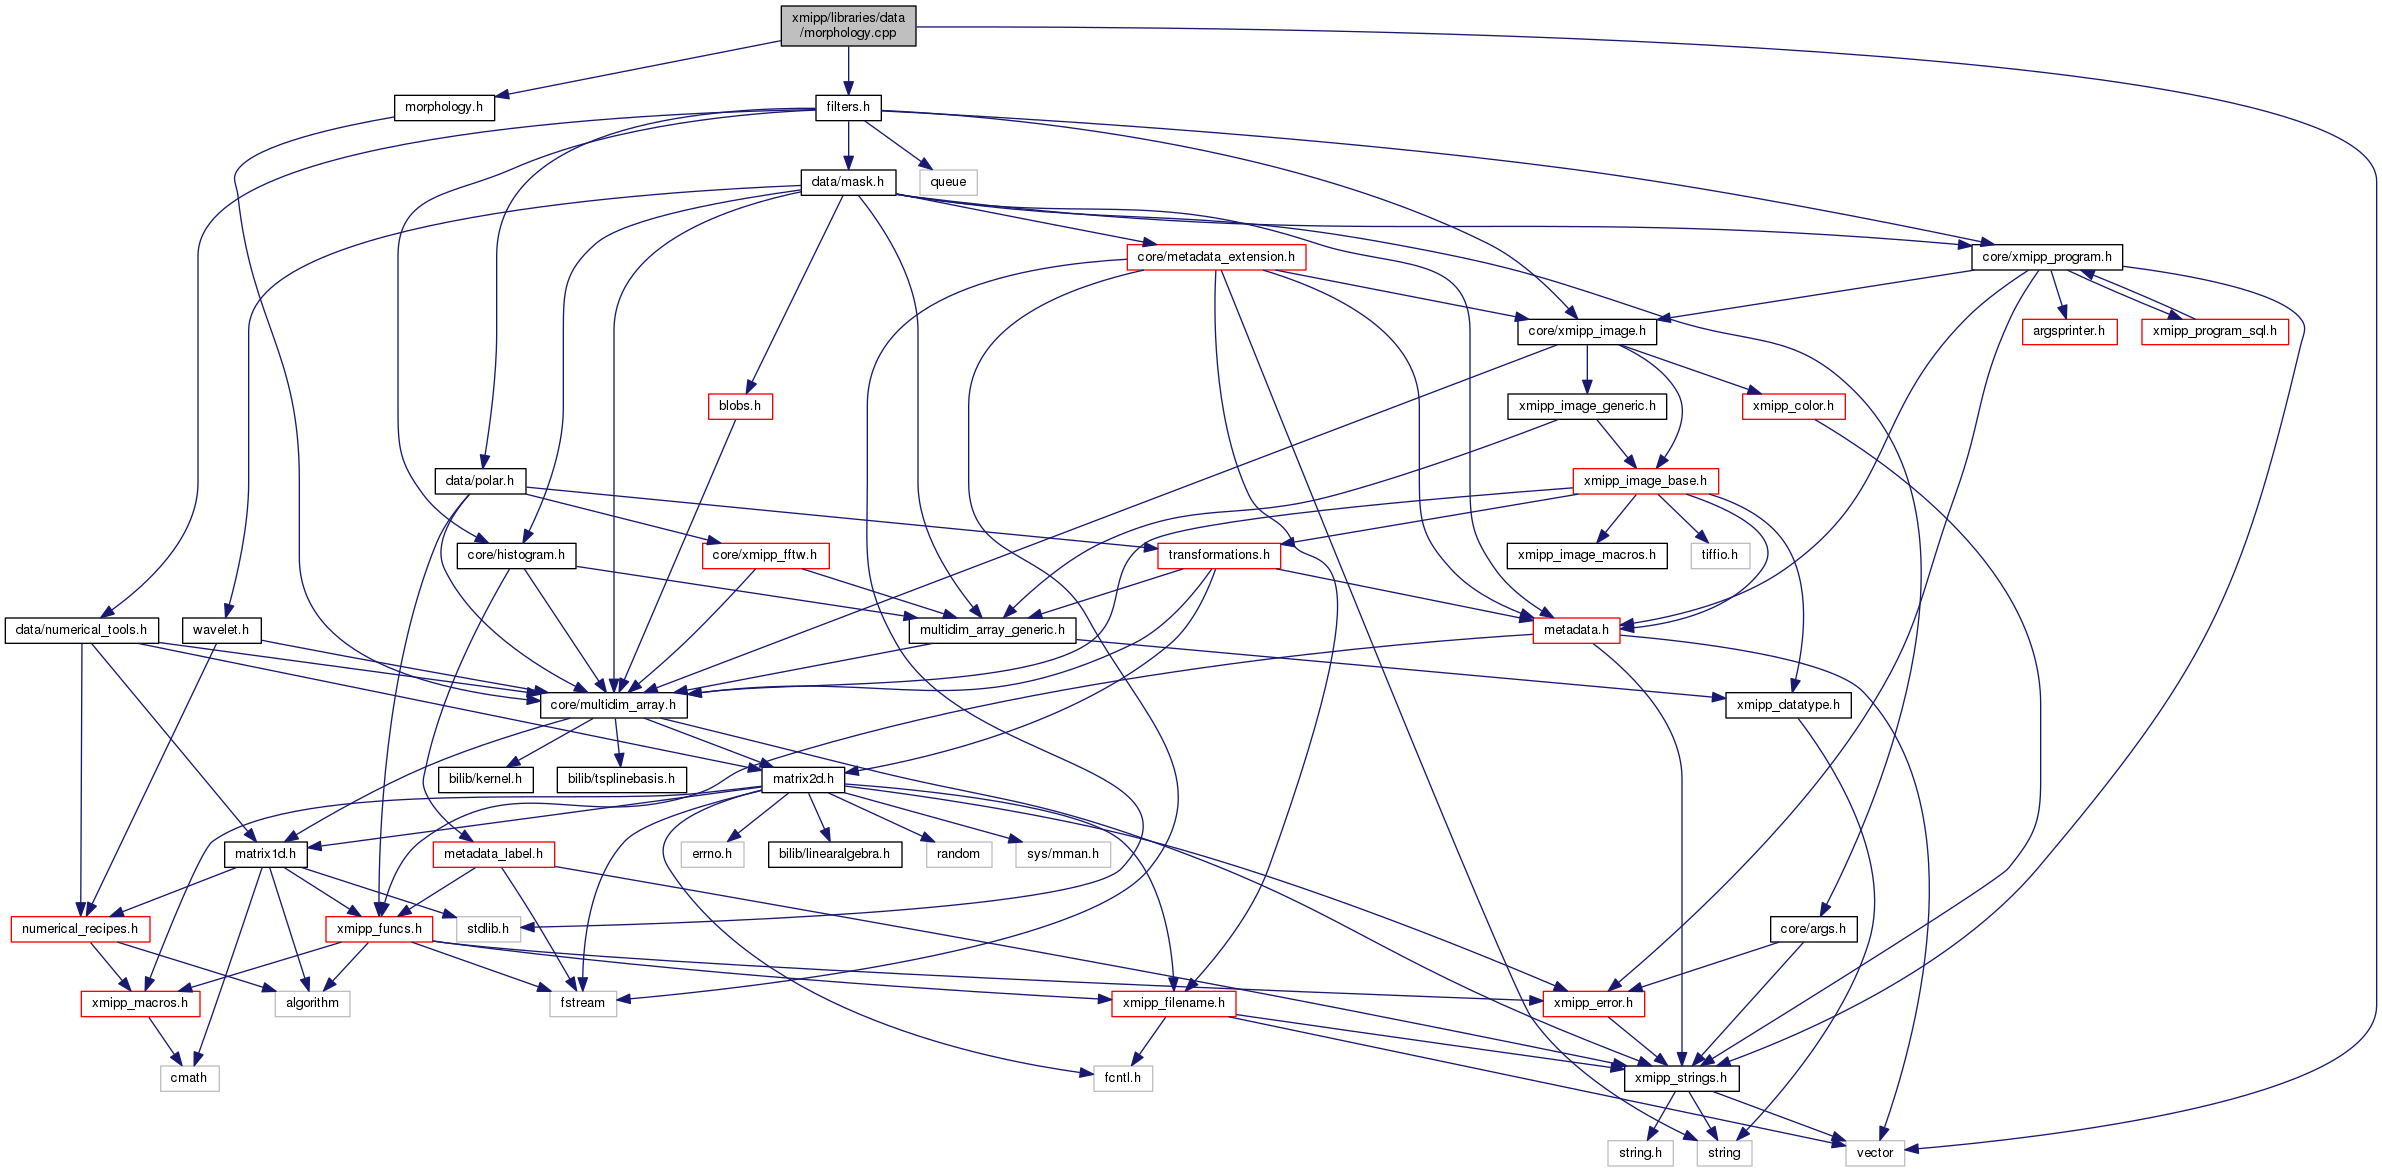 xmipp/libraries/data
/morphology.cpp
morphology.h
filters.h
data/mask.h
queue
core/metadata_extension.h
core/xmipp_program.h
core/xmipp_image.h
argsprinter.h
xmipp_program_sql.h
blobs.h
xmipp_image_generic.h
xmipp_color.h
data/polar.h
xmipp_image_base.h
core/histogram.h
core/xmipp_fftw.h
transformations.h
xmipp_image_macros.h
tiffio.h
data/numerical_tools.h
wavelet.h
multidim_array_generic.h
metadata.h
core/multidim_array.h
xmipp_datatype.h
bilib/kernel.h
bilib/tsplinebasis.h
matrix2d.h
matrix1d.h
metadata_label.h
errno.h
bilib/linearalgebra.h
random
sys/mman.h
numerical_recipes.h
xmipp_funcs.h
stdlib.h
core/args.h
xmipp_macros.h
algorithm
fstream
xmipp_filename.h
xmipp_error.h
cmath
fcntl.h
xmipp_strings.h
string.h
string
vector